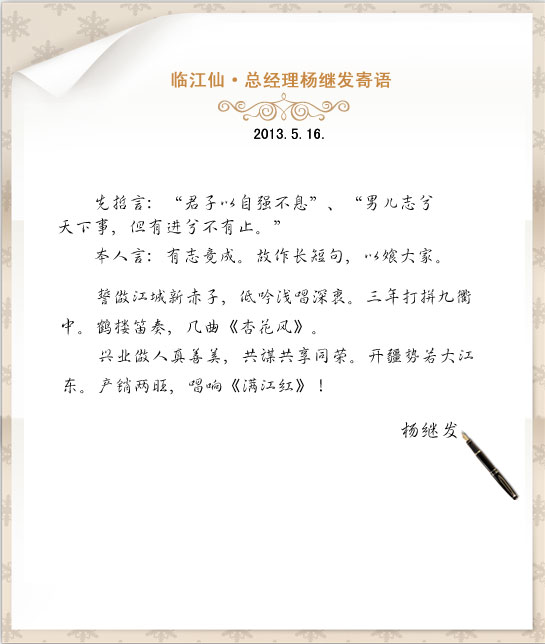 临江仙·总经理杨继发寄语
2013.5.16.
先哲言：“君子以自强不息”、“男儿志兮
天下事，但有进兮不有止。”
本人言：有志竟成。故作长短句，以飨大家。
誓做江城新赤子，低吟浅唱深衷。三年打拼九衢
中。鹤楼笛奏，几曲《杏花风》。
兴业做人真善美，共谋共享同荣。开疆势若大江
东。产销两旺，唱响《满江红》！
杨继发